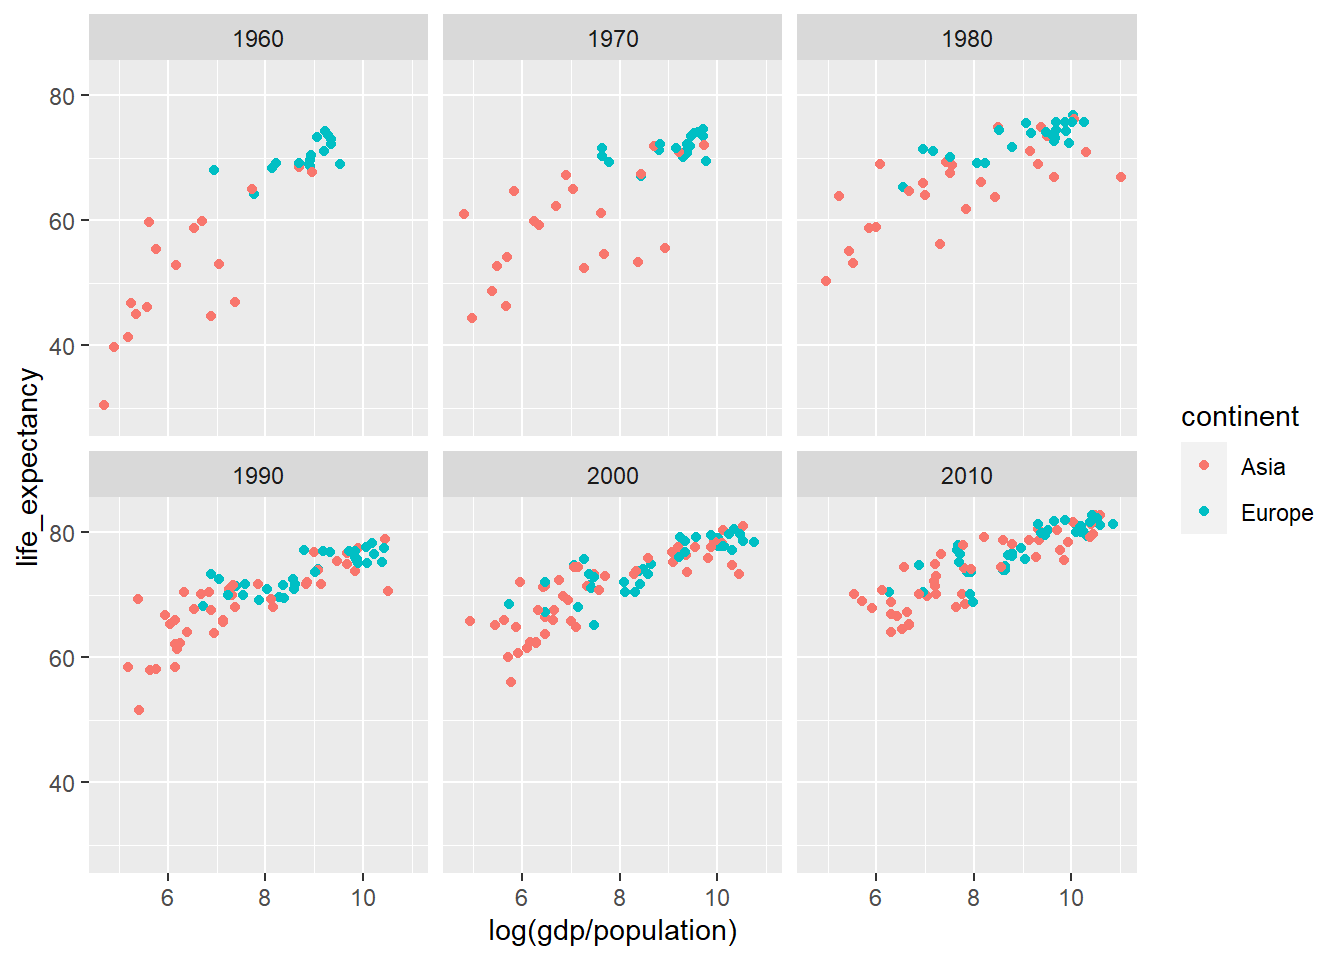 1960 1970 1980
80
60
40
1990 2000 2010
80
60
40
6 8 10 6 8 10 6 8 10
log(gdp/population)
life_expectancy
continent
Asia
Europe